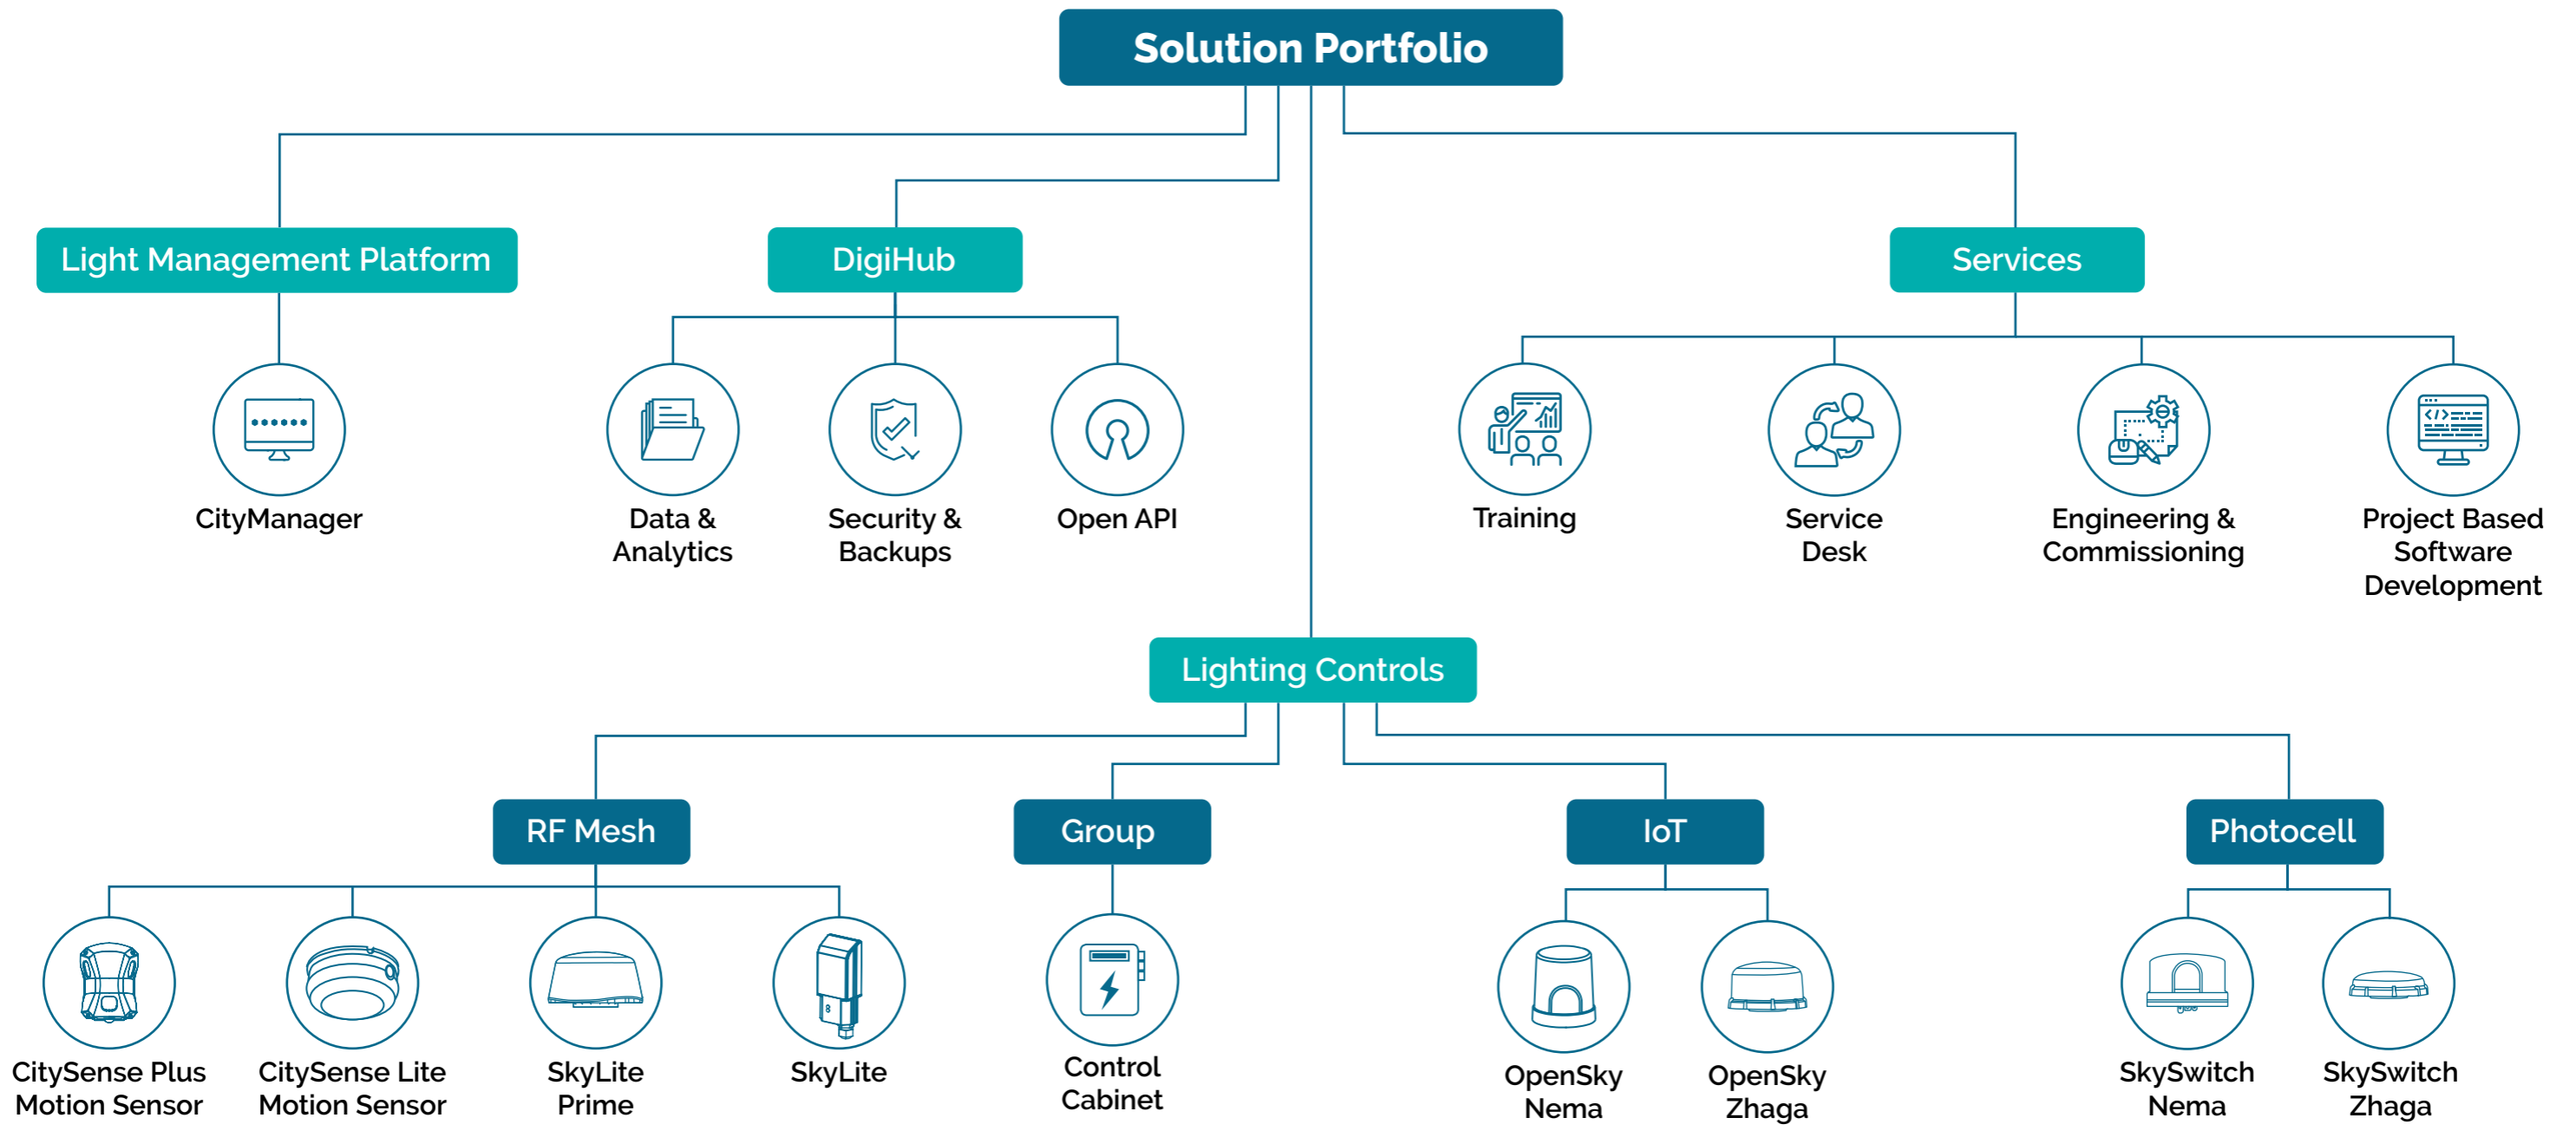 Solution Portfolio
Light Management Platform
DigiHub
Services
CityManager
Data &
Analytics
Security &
Backups
Open API
Training
Service
Desk
Engineering &
Commissioning
Project Based
Software
Development
Lighting Controls
RF Mesh
Group
IoT
Photocell
CitySense Plus
Motion Sensor
CitySense Lite
Motion Sensor
SkyLite
Prime
SkyLite
Control
Cabinet
OpenSky
Nema
OpenSky
Zhaga
SkySwitch
Nema
SkySwitch
Zhaga